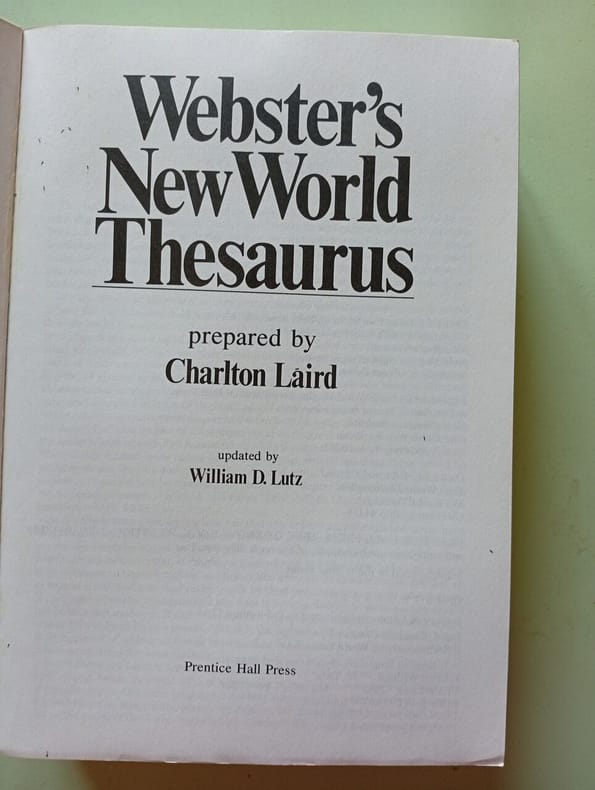 Webster's
New World
Thesaurus
prepared by
Charlton Laird
updated by
William D. Lutz
Prentice Hall Press